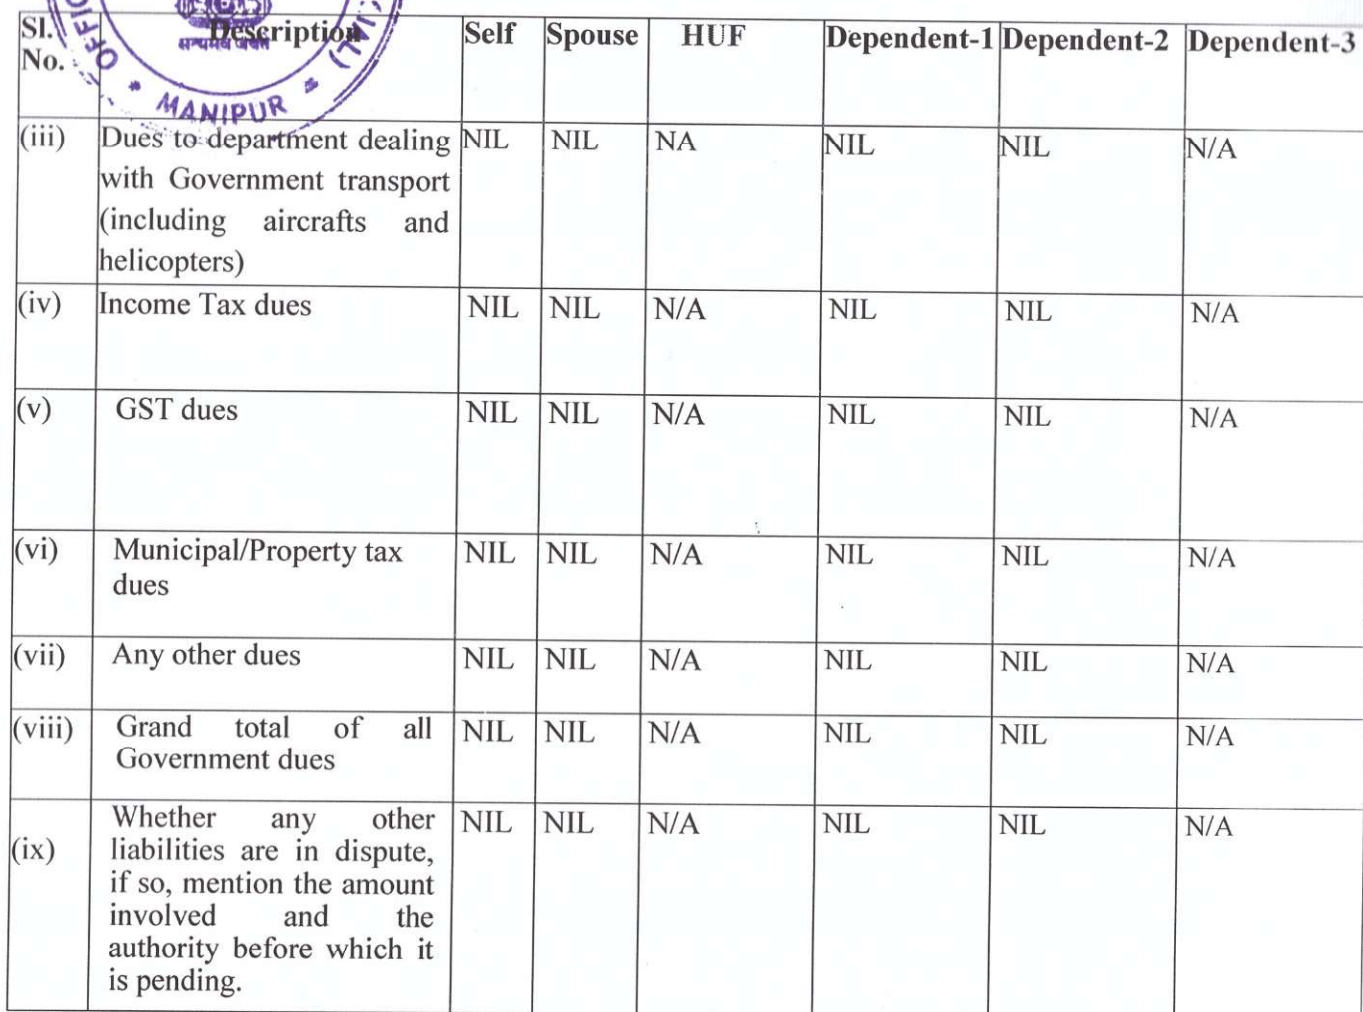 Sl. No. Description Self Spouse HUF Dependent-1 Dependent-2 Dependent-3
MANIPUR
(iii) Dues to department dealing NIL NIL NA NIL NIL N/A
with Government transport
(including aircrafts and
helicopters)
(iv) Income Tax dues NIL NIL N/A NIL NIL N/A
(v) GST dues NIL NIL N/A NIL NIL N/A
(vi) Municipal/Property tax NIL NIL N/A NIL NIL N/A
dues
(vii) Any other dues NIL NIL N/A NIL NIL N/A
(viii) Grand total of all NIL NIL N/A NIL NIL N/A
Government dues
(ix) Whether any other NIL NIL N/A NIL NIL N/A
liabilities are in dispute,
if so, mention the amount
involved and the
authority before which it
is pending.